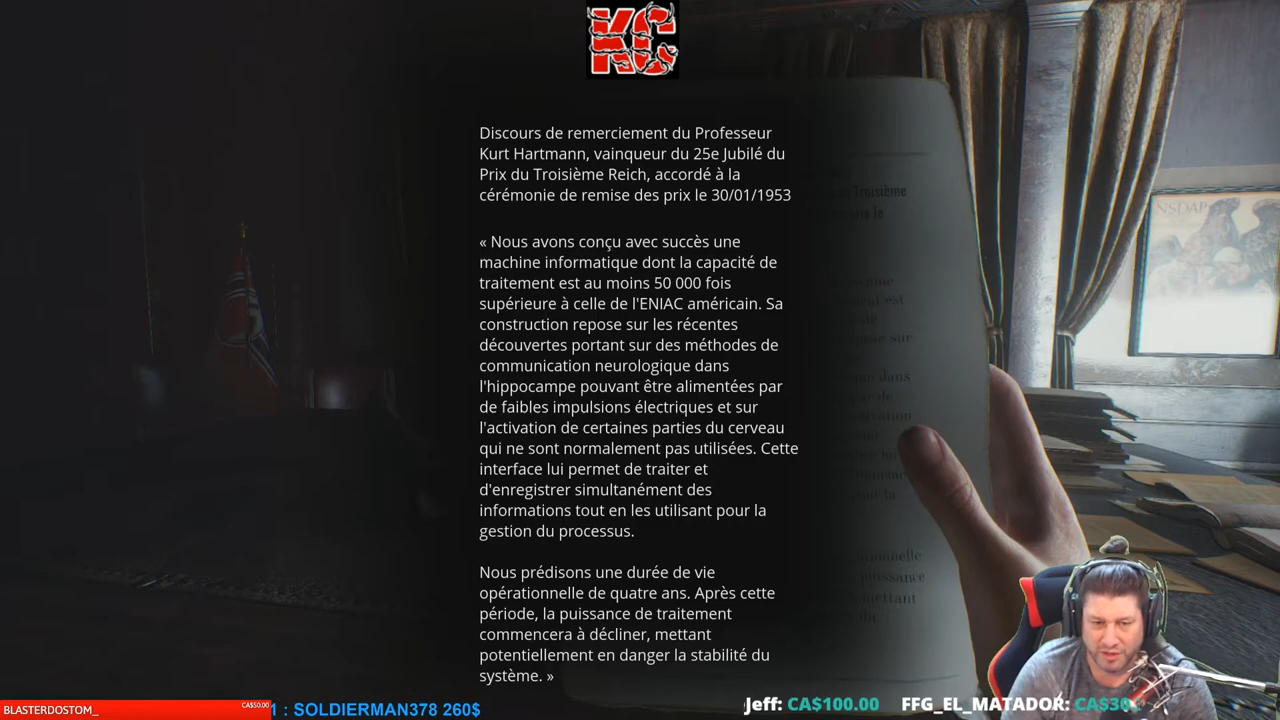 KC
Discours de remerciement du Professeur
Kurt Hartmann, vainqueur du 25e Jubilé du
Prix du Troisième Reich, accordé à la
cérémonie de remise des prix le 30/01/1953
« Nous avons conçu avec succès une
machine informatique dont la capacité de
traitement est au moins 50 000 fois
supérieure à celle de l'ENIAC américain. Sa
construction repose sur les récentes
découvertes portant sur des méthodes de
communication neurologique dans
l'hippocampe pouvant être alimentées par
de faibles impulsions électriques et sur
l'activation de certaines parties du cerveau
qui ne sont normalement pas utilisées. Cette
interface lui permet de traiter et
d'enregistrer simultanément des
informations tout en les utilisant pour la
gestion du processus.
Nous prédisons une durée de vie
opérationnelle de quatre ans. Après cette
période, la puissance de traitement
commencera à décliner, mettant
potentiellement en danger la stabilité du
système. »
NSDAP
BLASTERDOSTOM_ CA$50.00
1 : SOLDIERMAN378 260$
Jeff: CA$100.00 FFG_EL_MATADOR: CA$30